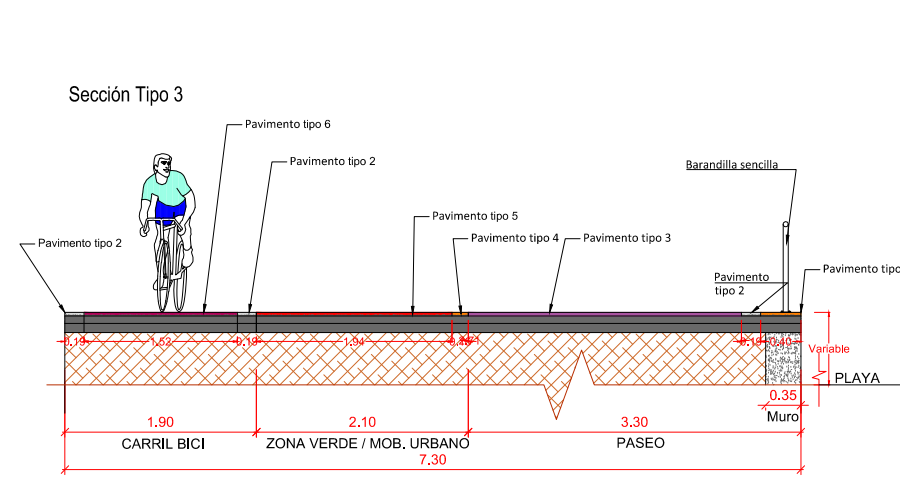 Sección Tipo 3
Pavimento tipo 6
Pavimento tipo 2
Barandilla sencilla
Pavimento tipo 5
Pavimento tipo 2
Pavimento tipo 4
Pavimento tipo 3
Pavimento tipo
Pavimento
tipo 2
0.19
1.52
0.19
1.94
0.19
0.40
Variable
PLAYA
0.35
Muro
1.90
2.10
3.30
CARRIL BICI
ZONA VERDE / MOB. URBANO
PASEO
7.30